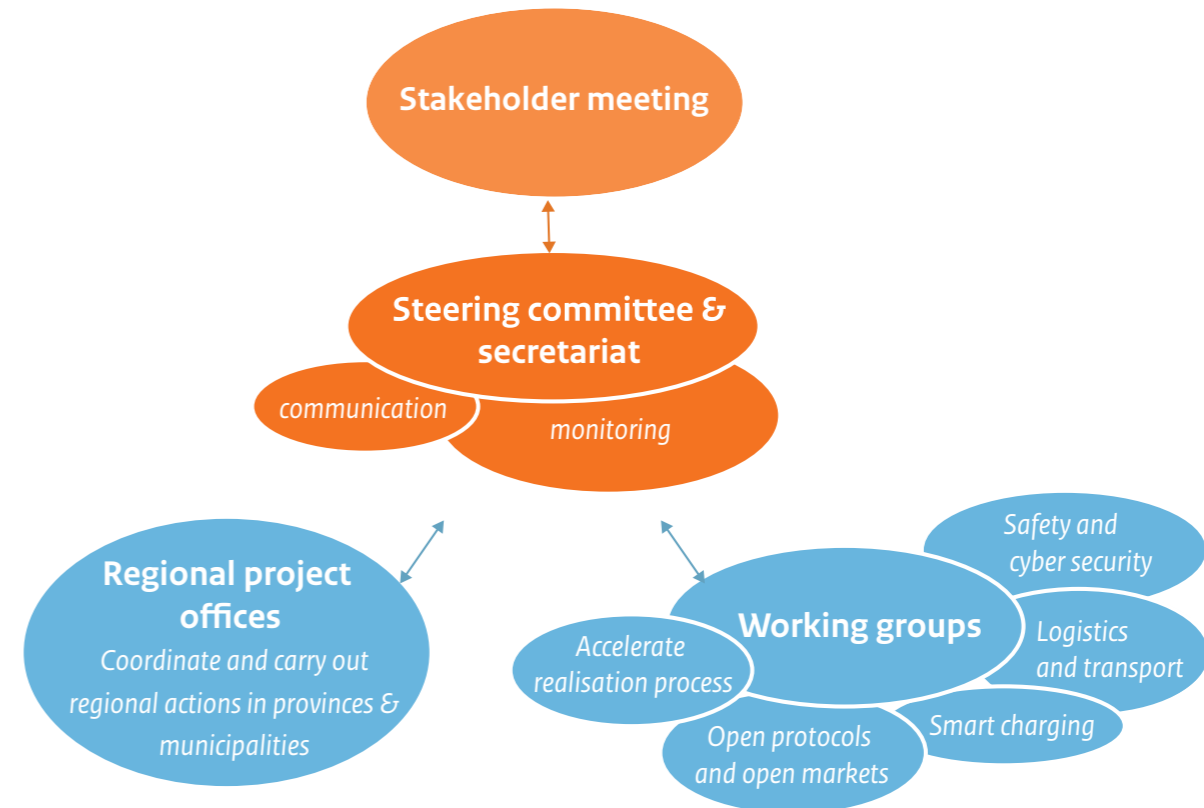 Stakeholder meeting
Steering committee &
secretariat
communication
monitoring
Regional project
offices
Coordinate and carry out
regional actions in provinces &
municipalities
Working groups
Safety and
cyber security
Logistics
and transport
Smart charging
Open protocols
and open markets
Accelerate
realisation process